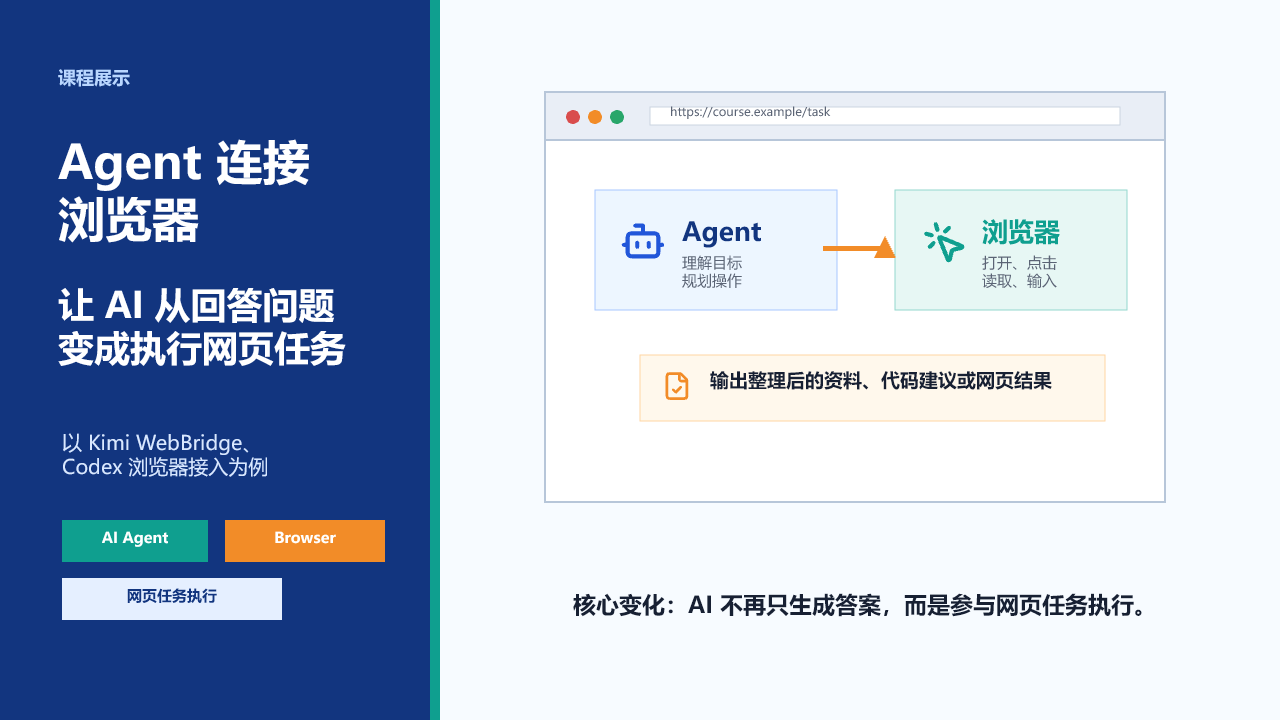 课程展示
Agent 连接
浏览器
让 AI 从回答问题
变成执行网页任务
以 Kimi WebBridge、
Codex 浏览器接入为例
AI Agent
Browser
网页任务执行
https://course.example/task
Agent
理解目标
规划操作
浏览器
打开、点击
读取、输入
输出整理后的资料、代码建议或网页结果
核心变化：AI 不再只生成答案，而是参与网页任务执行。